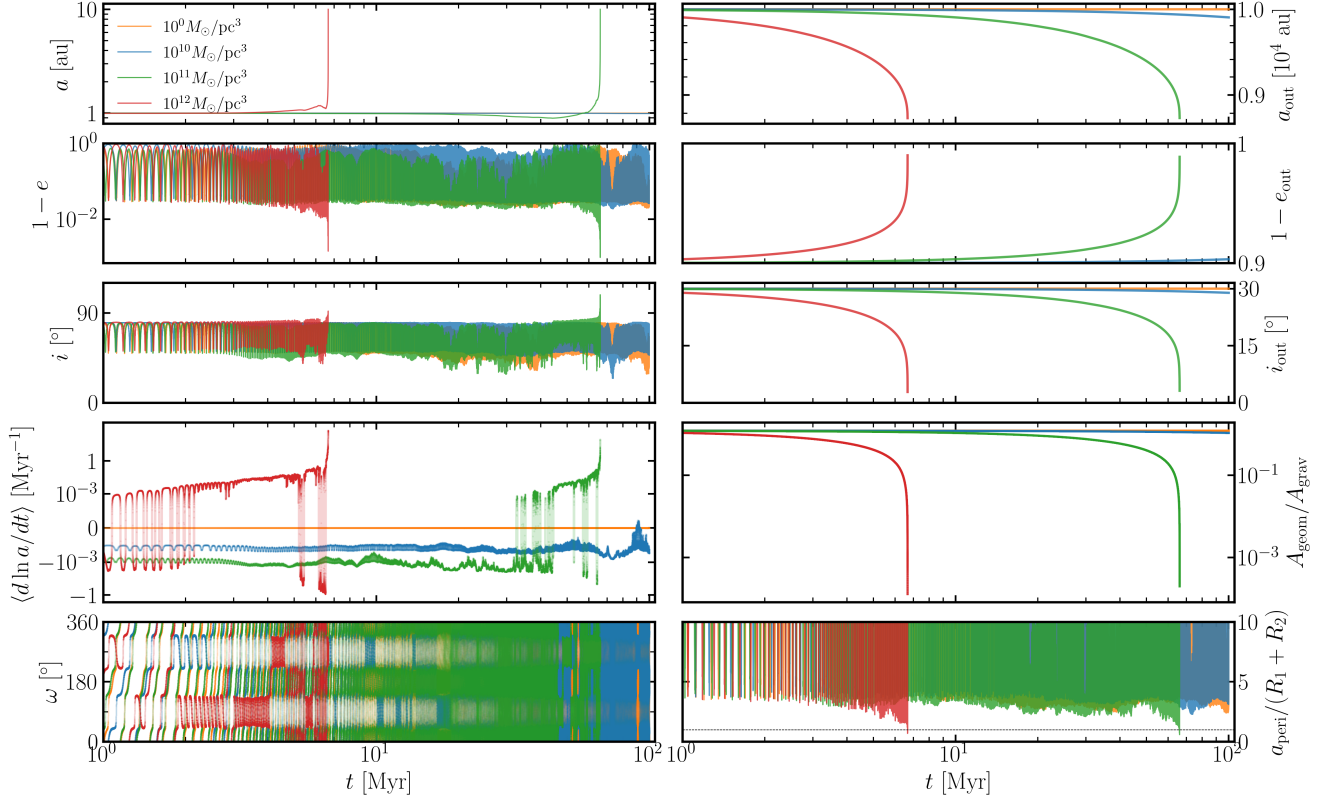 10
1
a [au]
10⁰M⊙/pc³
10¹⁰M⊙/pc³
10¹¹M⊙/pc³
10¹²M⊙/pc³
1.0
0.9
a_out [10⁴ au]
10⁰
10⁻²
1 − e
1
0.9
1 − e_out
90
0
i [°]
30
15
0
i_out [°]
1
10⁻³
0
−10⁻³
−1
⟨d ln a/dt⟩ [Myr⁻¹]
10⁻¹
10⁻³
A_geom/A_grav
360
180
0
ω [°]
10⁰
10¹
10²
t [Myr]
10
5
0
a_peri/(R₁ + R₂)
10⁰
10¹
10²
t [Myr]